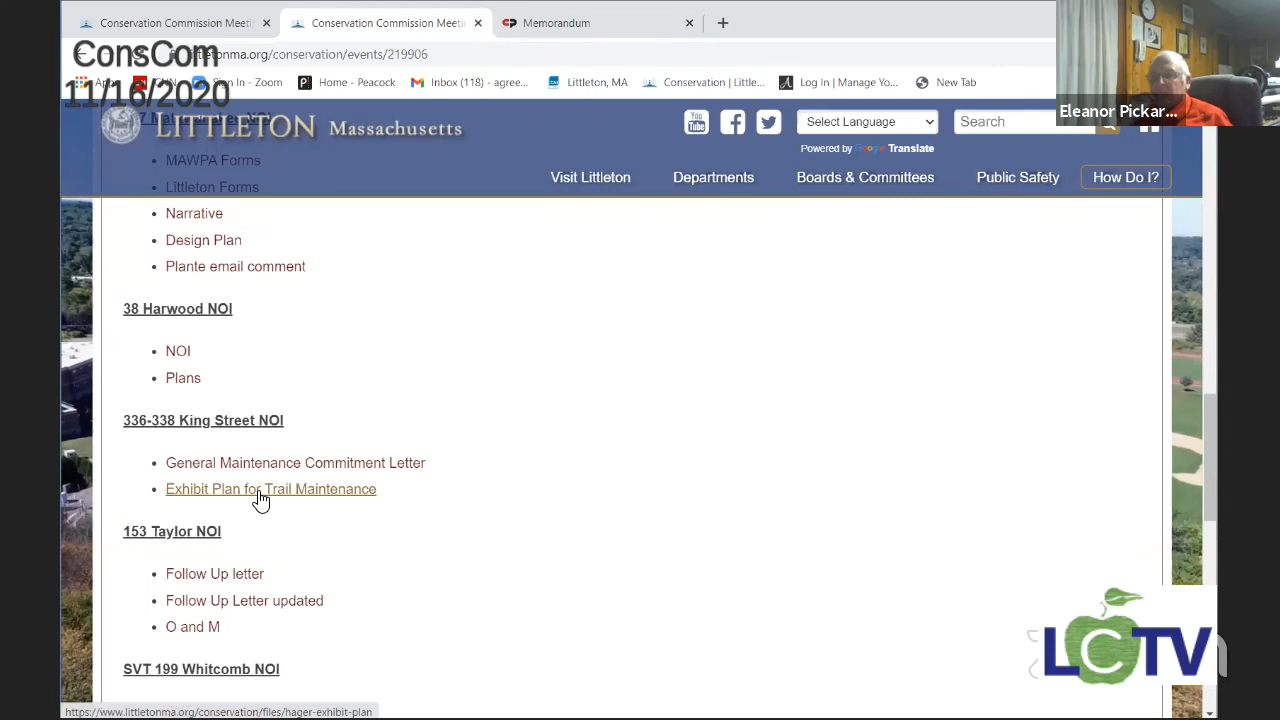 Conservation Commission Meeti
Conservation Commission Meeti
Memorandum
ConsCom
11/16/2020
littletonma.org/conservation/events/219906
Sign In - Zoom
Home - Peacock
Inbox (118) - agree...
Littleton, MA
Conservation | Little...
Log In | Manage Yo...
New Tab
Eleanor Pickar...
LITTLETON Massachusetts
Select Language
Search
Powered by Google Translate
Visit Littleton
Departments
Boards & Committees
Public Safety
How Do I?
MAWPA Forms
Littleton Forms
Narrative
Design Plan
Plante email comment
38 Harwood NOI
NOI
Plans
336-338 King Street NOI
General Maintenance Commitment Letter
Exhibit Plan for Trail Maintenance
153 Taylor NOI
Follow Up letter
Follow Up Letter updated
O and M
SVT 199 Whitcomb NOI
LCTV
https://www.littletonma.org/conservation/files/hager-exhibit-plan